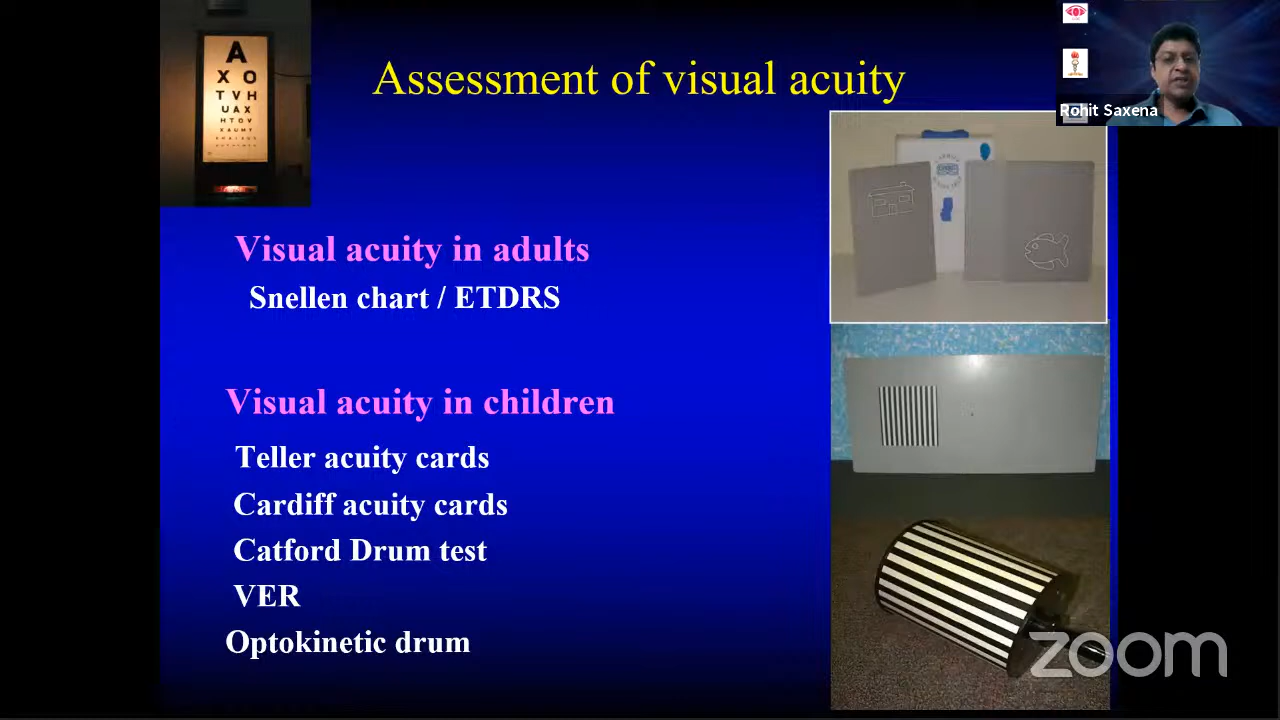 Assessment of visual acuity
A
X O
T V H
U A X
H T O V
X A U M Y
Rohit Saxena
Visual acuity in adults
Snellen chart / ETDRS
Visual acuity in children
Teller acuity cards
Cardiff acuity cards
Catford Drum test
VER
Optokinetic drum
zoom